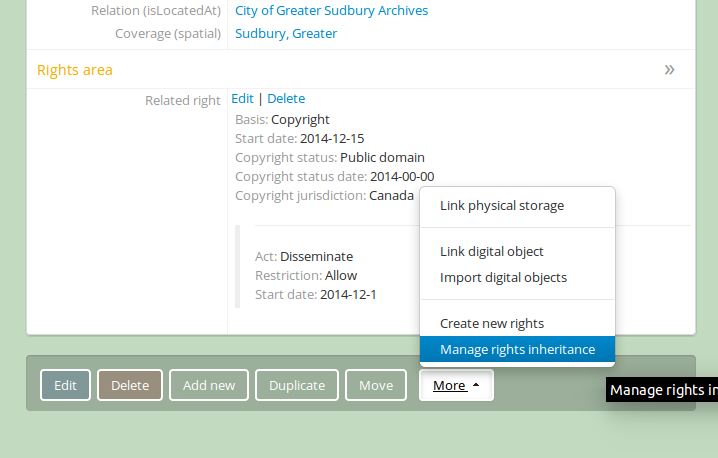 Relation (isLocatedAt) City of Greater Sudbury Archives
Coverage (spatial) Sudbury, Greater
Rights area »
Related right Edit | Delete
Basis: Copyright
Start date: 2014-12-15
Copyright status: Public domain
Copyright status date: 2014-00-00
Copyright jurisdiction: Canada
Act: Disseminate
Restriction: Allow
Start date: 2014-12-1
Link physical storage
Link digital object
Import digital objects
Create new rights
Manage rights inheritance
Edit Delete Add new Duplicate Move More
Manage rights in